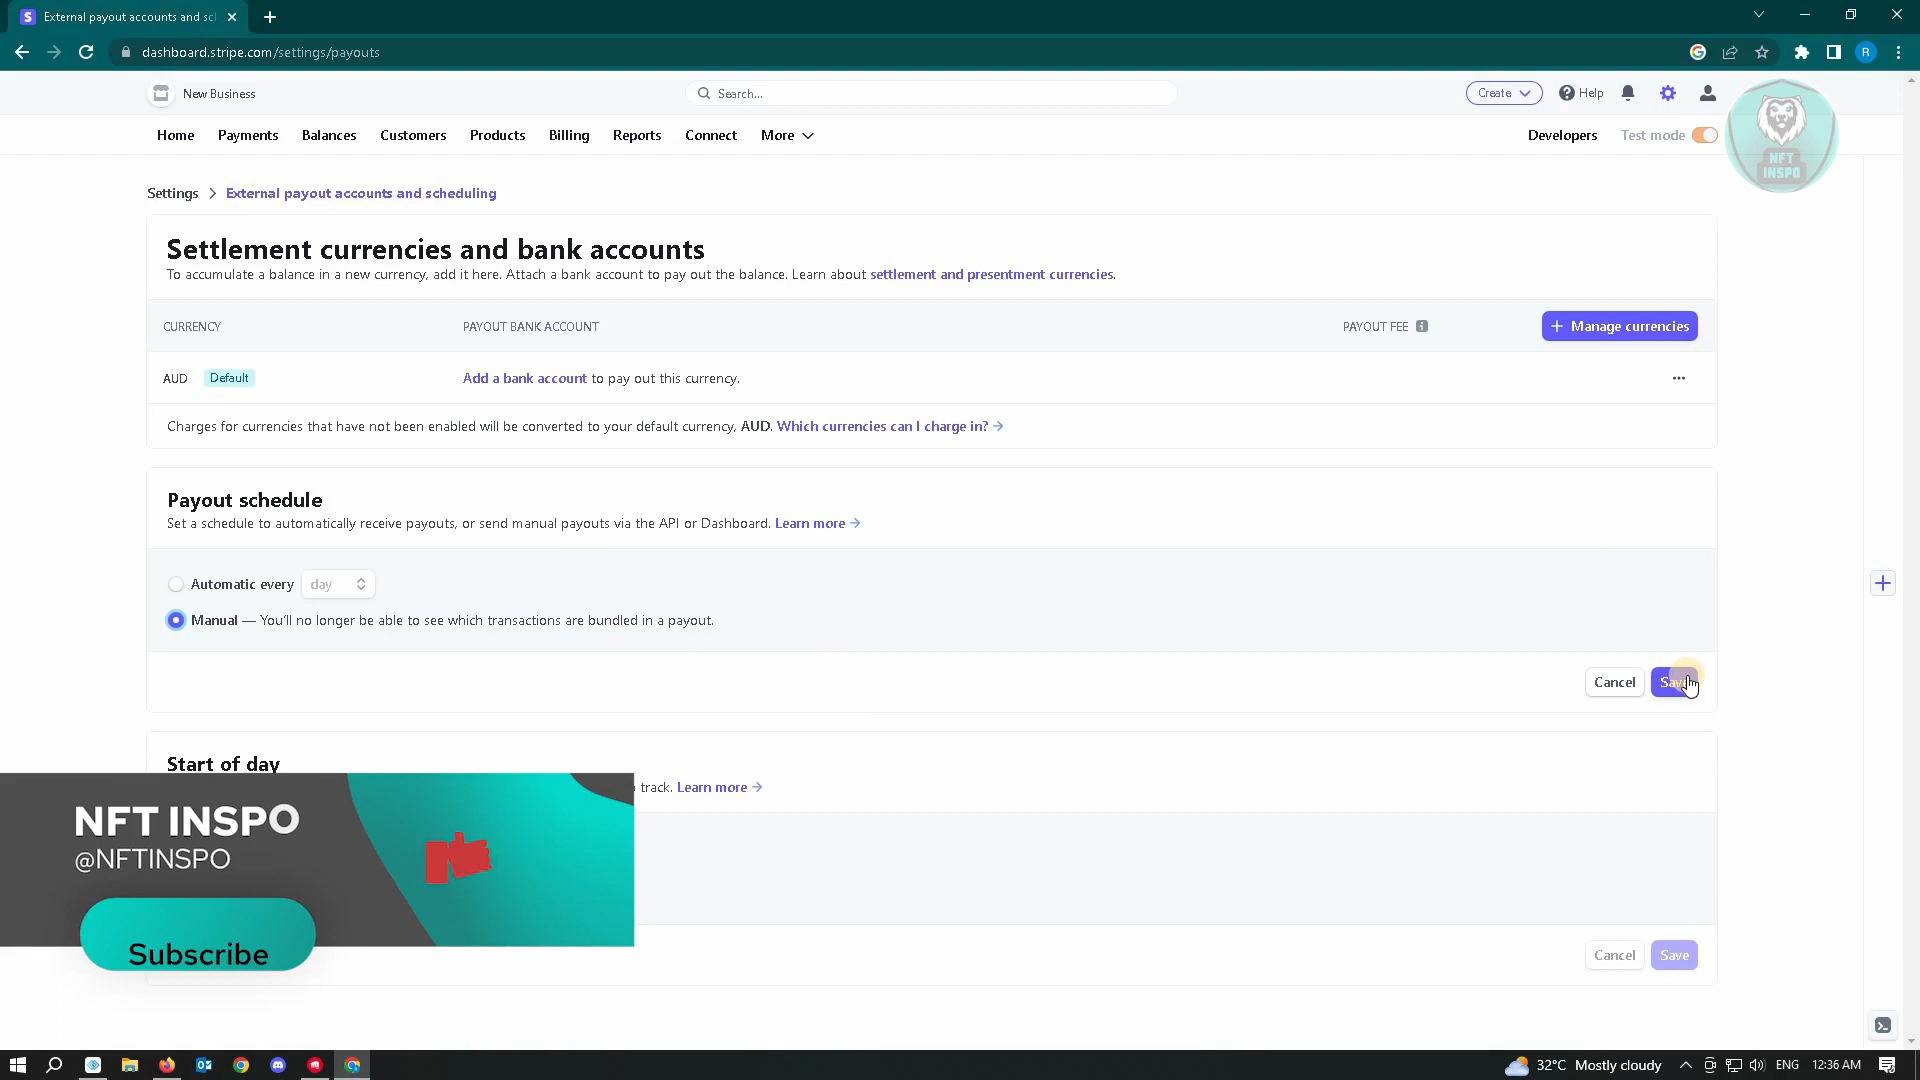 External payout accounts and sc
dashboard.stripe.com/settings/payouts
R
New Business
Search...
Create
Help
Home
Payments
Balances
Customers
Products
Billing
Reports
Connect
More
Developers
Test mode
NFT
INSPO
Settings > External payout accounts and scheduling
Settlement currencies and bank accounts
To accumulate a balance in a new currency, add it here. Attach a bank account to pay out the balance. Learn about settlement and presentment currencies.
CURRENCY
PAYOUT BANK ACCOUNT
PAYOUT FEE
+ Manage currencies
AUD Default
Add a bank account to pay out this currency.
Charges for currencies that have not been enabled will be converted to your default currency, AUD. Which currencies can I charge in? →
Payout schedule
Set a schedule to automatically receive payouts, or send manual payouts via the API or Dashboard. Learn more →
Automatic every day
Manual — You'll no longer be able to see which transactions are bundled in a payout.
Cancel
Save
Start of day
track. Learn more →
NFT INSPO
@NFTINSPO
Subscribe
Cancel
Save
32°C Mostly cloudy
ENG
12:36 AM